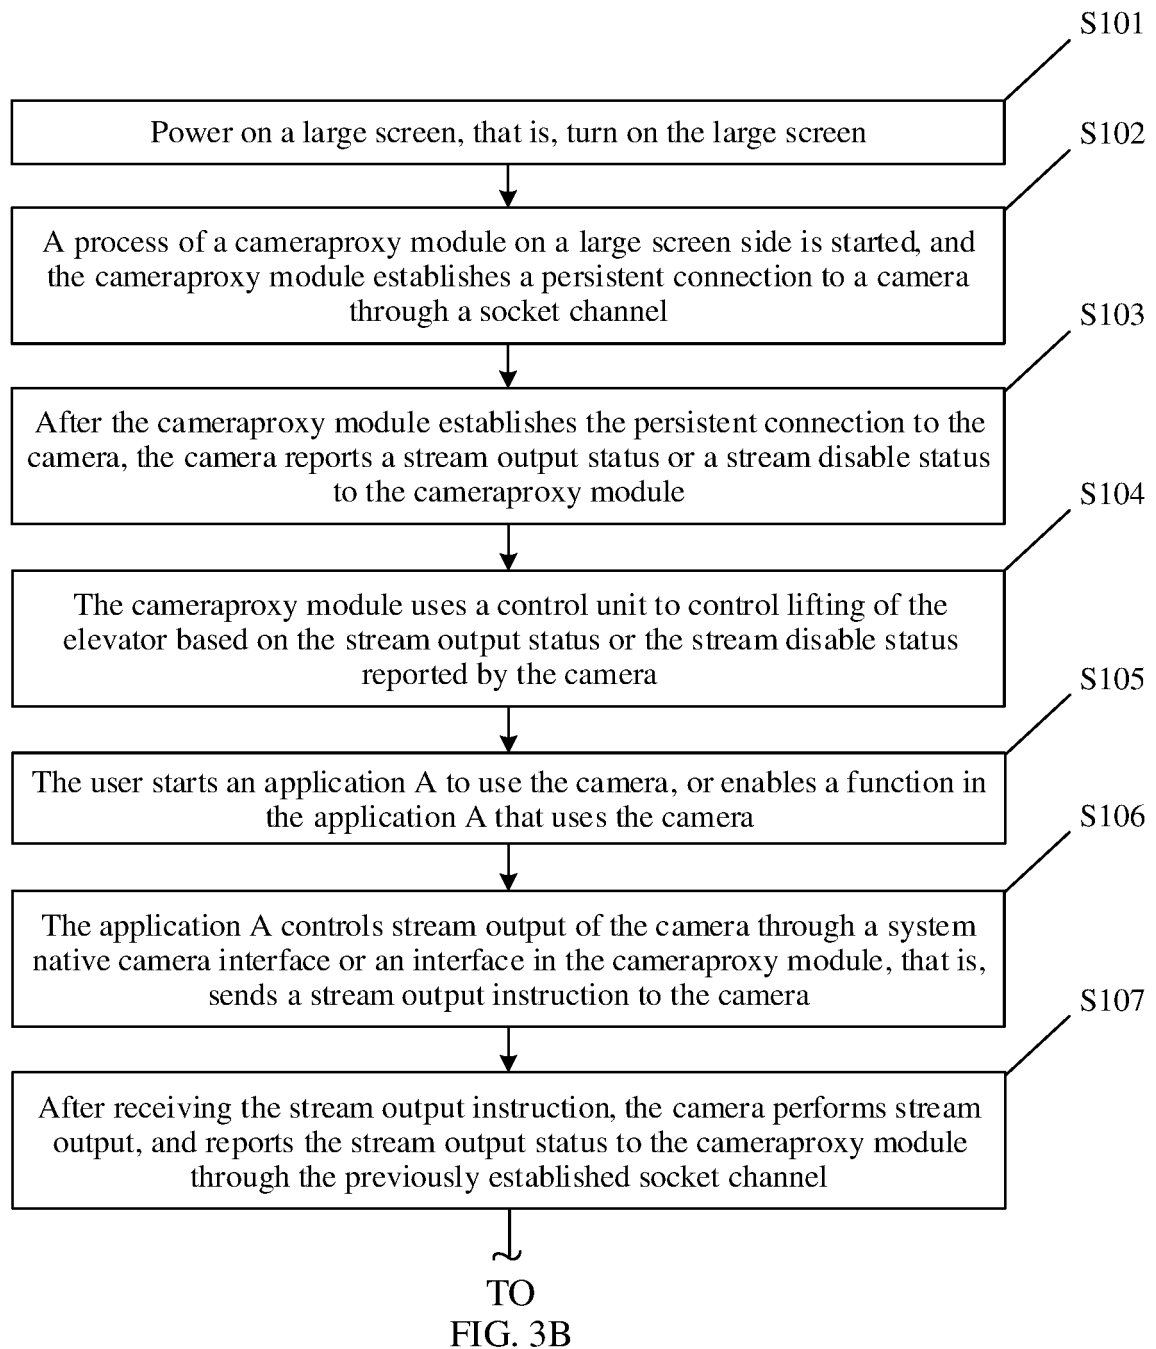 S101
Power on a large screen, that is, turn on the large screen
S102
A process of a cameraproxy module on a large screen side is started, and
the cameraproxy module establishes a persistent connection to a camera
through a socket channel
S103
After the cameraproxy module establishes the persistent connection to the
camera, the camera reports a stream output status or a stream disable status
to the cameraproxy module
S104
The cameraproxy module uses a control unit to control lifting of the
elevator based on the stream output status or the stream disable status
reported by the camera
S105
The user starts an application A to use the camera, or enables a function in
the application A that uses the camera
S106
The application A controls stream output of the camera through a system
native camera interface or an interface in the cameraproxy module, that is,
sends a stream output instruction to the camera
S107
After receiving the stream output instruction, the camera performs stream
output, and reports the stream output status to the cameraproxy module
through the previously established socket channel
TO
FIG. 3B